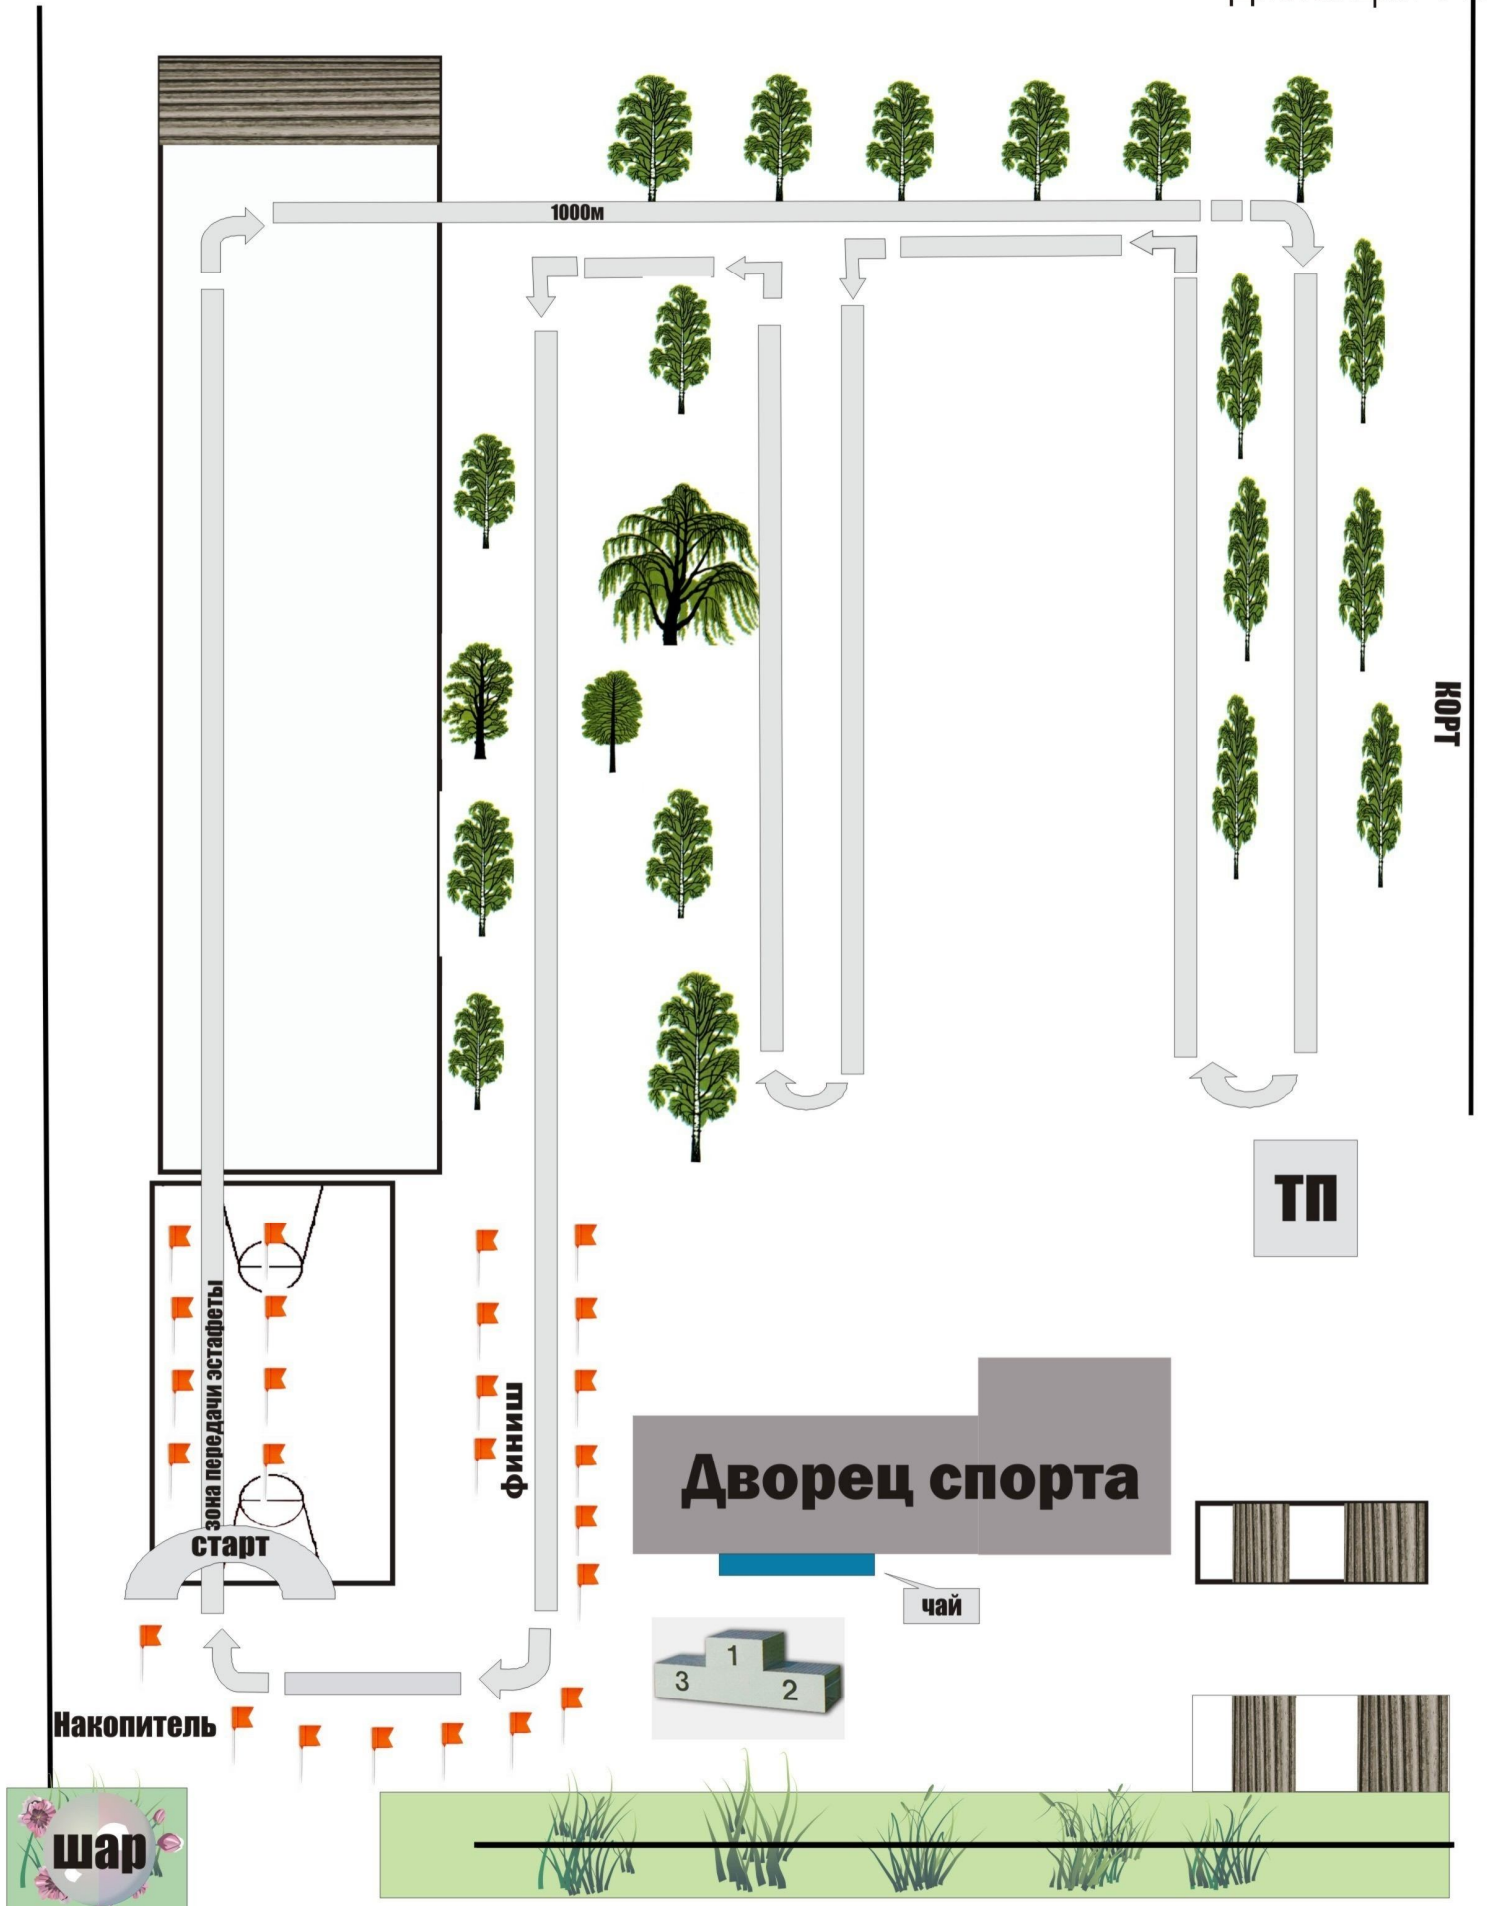 1000м
КОРТ
ТП
зона передачи эстафеты
финиш
старт
Дворец спорта
чай
1
3
2
Накопитель
шар